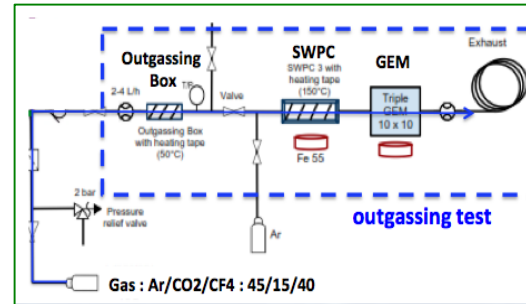 Outgassing
Box
SWPC
SWPC 3 with
heating tape
(150°C)
GEM
Exhaust
2-4 L/h
Valve
Triple
GEM
10 x 10
Outgassing Box
with heating tape
(50°C)
Fe 55
2 bar
Pressure
relief valve
Ar
outgassing test
Gas : Ar/CO2/CF4 : 45/15/40